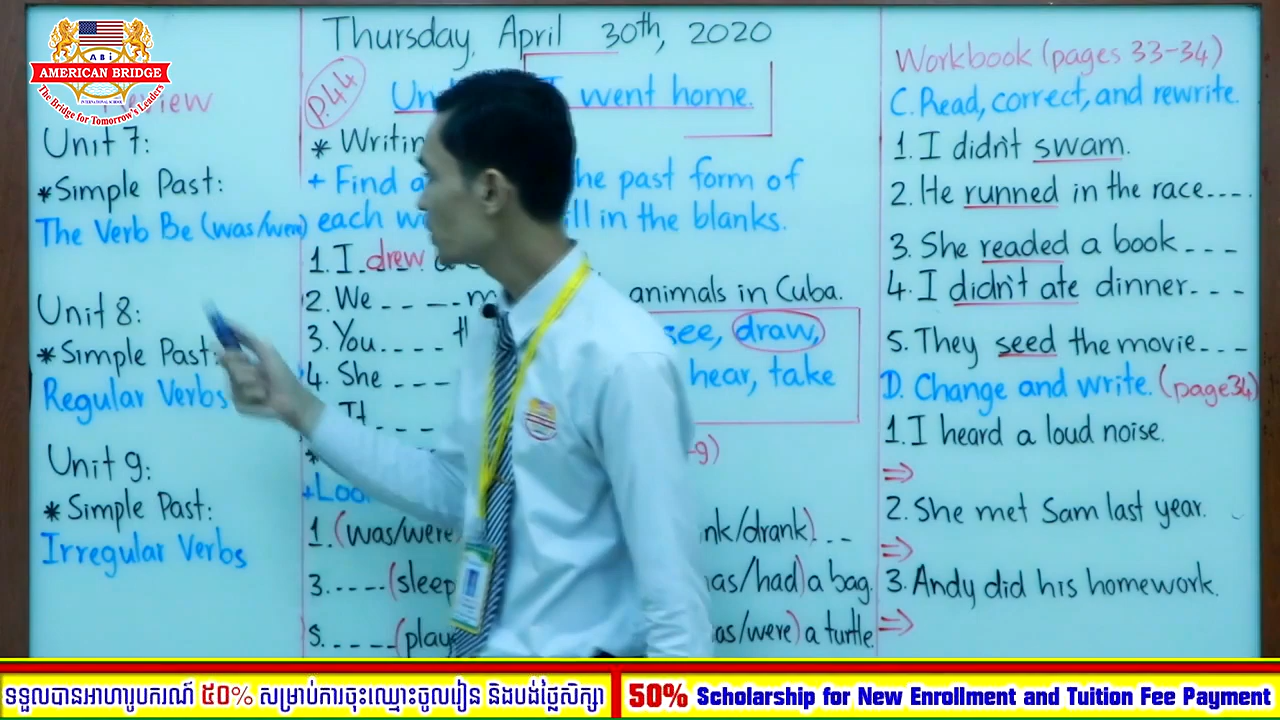 ABi
AMERICAN BRIDGE
INTERNATIONAL SCHOOL
The Bridge for Tomorrow's Leaders
Unit 7:
*Simple Past:
The Verb Be (was/were)
Unit 8:
*Simple Past:
Regular Verbs
Unit 9:
*Simple Past:
Irregular Verbs
Thursday, April 30th, 2020
P.44
I went home.
+ Find the past form of
each in the blanks.
1. I drew
2. We ---- animals in Cuba.
3. You ----
see, draw,
4. She ---
hear, take
1. (was/were) /drank) ---
3. ---- ( /had) a bag.
5. ---- ( /were) a turtle.
Workbook (pages 33-34)
C. Read, correct, and rewrite.
1. I didn't swam.
2. He runned in the race----.
3. She readed a book ---
4. I didn't ate dinner. ---
5. They seed the movie. ---
D. Change and write. (page 34)
1. I heard a loud noise.
⇒
2. She met Sam last year.
⇒
3. Andy did his homework.
⇒
ទទួលបានអាហារូបករណ៍ ៥០% សម្រាប់ការចុះឈ្មោះចូលរៀន និងបង់ថ្លៃសិក្សា
50% Scholarship for New Enrollment and Tuition Fee Payment